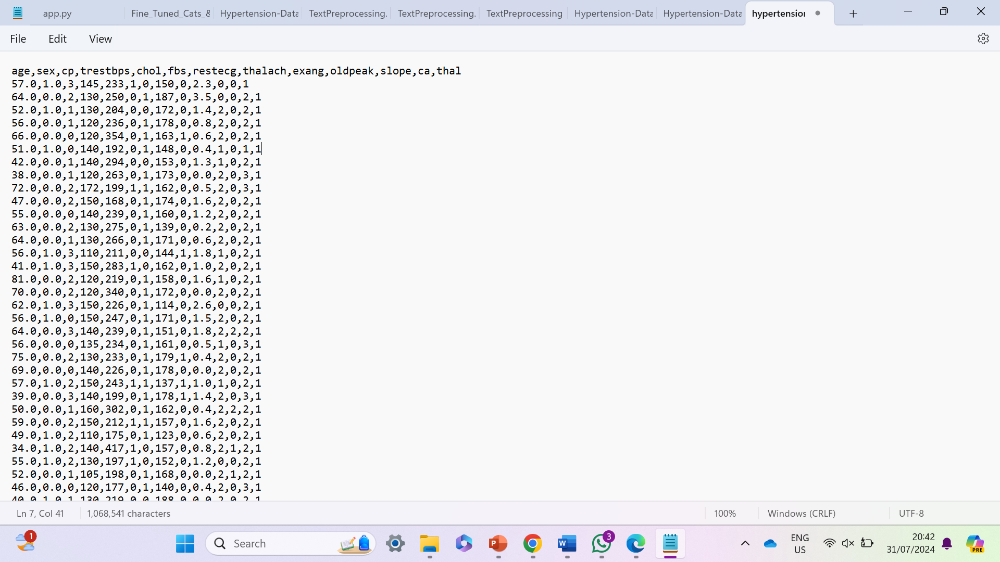 app.py
Fine_Tuned_Cats_&
Hypertension-Data
TextPreprocessing.
TextPreprocessing.
TextPreprocessing
Hypertension-Data
Hypertension-Data
hypertension
File
Edit
View
age,sex,cp,trestbps,chol,fbs,restecg,thalach,exang,oldpeak,slope,ca,thal
57.0,1.0,3,145,233,1,0,150,0,2.3,0,0,1
64.0,0.0,2,130,250,0,1,187,0,3.5,0,0,2,1
52.0,1.0,1,130,204,0,0,172,0,1.4,2,0,2,1
56.0,0.0,1,120,236,0,1,178,0,0.8,2,0,2,1
66.0,0.0,0,120,354,0,1,163,1,0.6,2,0,2,1
51.0,1.0,0,140,192,0,1,148,0,0.4,1,0,1,1
42.0,0.0,1,140,294,0,0,153,0,1.3,1,0,2,1
38.0,0.0,1,120,263,0,1,173,0,0.0,2,0,3,1
72.0,0.0,2,172,199,1,1,162,0,0.5,2,0,3,1
47.0,0.0,2,150,168,0,1,174,0,1.6,2,0,2,1
55.0,0.0,0,140,239,0,1,160,0,1.2,2,0,2,1
63.0,0.0,2,130,275,0,1,139,0,0.2,2,0,2,1
64.0,0.0,1,130,266,0,1,171,0,0.6,2,0,2,1
56.0,1.0,3,110,211,0,0,144,1,1.8,1,0,2,1
41.0,1.0,3,150,283,1,0,162,0,1.0,2,0,2,1
81.0,0.0,2,120,219,0,1,158,0,1.6,1,0,2,1
70.0,0.0,2,120,340,0,1,172,0,0.0,2,0,2,1
62.0,1.0,3,150,226,0,1,114,0,2.6,0,0,2,1
56.0,1.0,0,150,247,0,1,171,0,1.5,2,0,2,1
64.0,0.0,3,140,239,0,1,151,0,1.8,2,2,2,1
56.0,0.0,0,135,234,0,1,161,0,0.5,1,0,3,1
75.0,0.0,2,130,233,0,1,179,1,0.4,2,0,2,1
69.0,0.0,0,140,226,0,1,178,0,0.0,2,0,2,1
57.0,1.0,2,150,243,1,1,137,1,1.0,1,0,2,1
39.0,0.0,3,140,199,0,1,178,1,1.4,2,0,3,1
50.0,0.0,1,160,302,0,1,162,0,0.4,2,2,2,1
59.0,0.0,2,150,212,1,1,157,0,1.6,2,0,2,1
49.0,1.0,2,110,175,0,1,123,0,0.6,2,0,2,1
34.0,1.0,2,140,417,1,0,157,0,0.8,2,1,2,1
55.0,1.0,2,130,197,1,0,152,0,1.2,0,0,2,1
52.0,0.0,1,105,198,0,1,168,0,0.0,2,1,2,1
46.0,0.0,0,120,177,0,1,140,0,0.4,2,0,3,1
40.0,1.0,1,130,219,0,0,188,0,0.0,2,0,2,1
Ln 7, Col 41
1,068,541 characters
100%
Windows (CRLF)
UTF-8
1
Search
3
PRE
ENG
US
20:42
31/07/2024